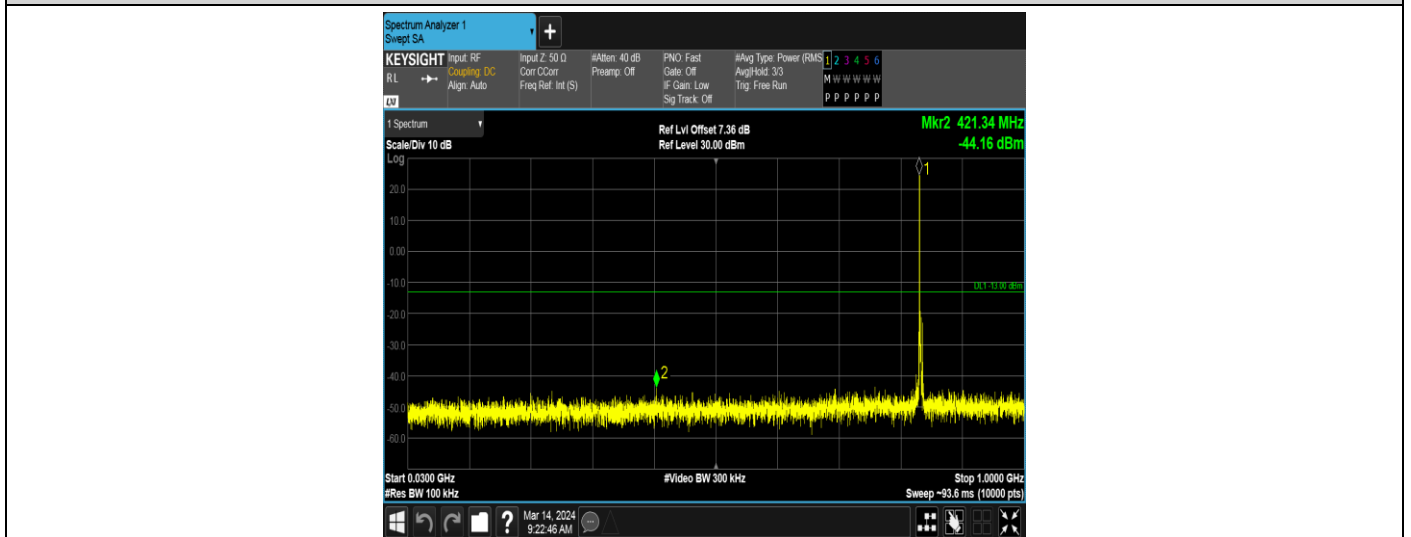 Spectrum Analyzer 1
Swept SA
+
KEYSIGHT Input: RF Input Z: 50 Ω #Atten: 40 dB PNO: Fast #Avg Type: Power (RMS 1 2 3 4 5 6
RL Coupling: DC Corr CCorr Preamp: Off Gate: Off Avg|Hold: 3/3 M W W W W W
Align: Auto Freq Ref: Int (S) IF Gain: Low Trig: Free Run P P P P P P
LXI Sig Track: Off
1 Spectrum Ref Lvl Offset 7.36 dB Mkr2 421.34 MHz
Scale/Div 10 dB Ref Level 30.00 dBm -44.16 dBm
Log
1
20.0
10.0
0.00
-10.0
DL1 -13.00 dBm
-20.0
-30.0
-40.0
2
-50.0
-60.0
Start 0.0300 GHz #Video BW 300 kHz Stop 1.0000 GHz
#Res BW 100 kHz Sweep ~93.6 ms (10000 pts)
? Mar 14, 2024
9:22:46 AM